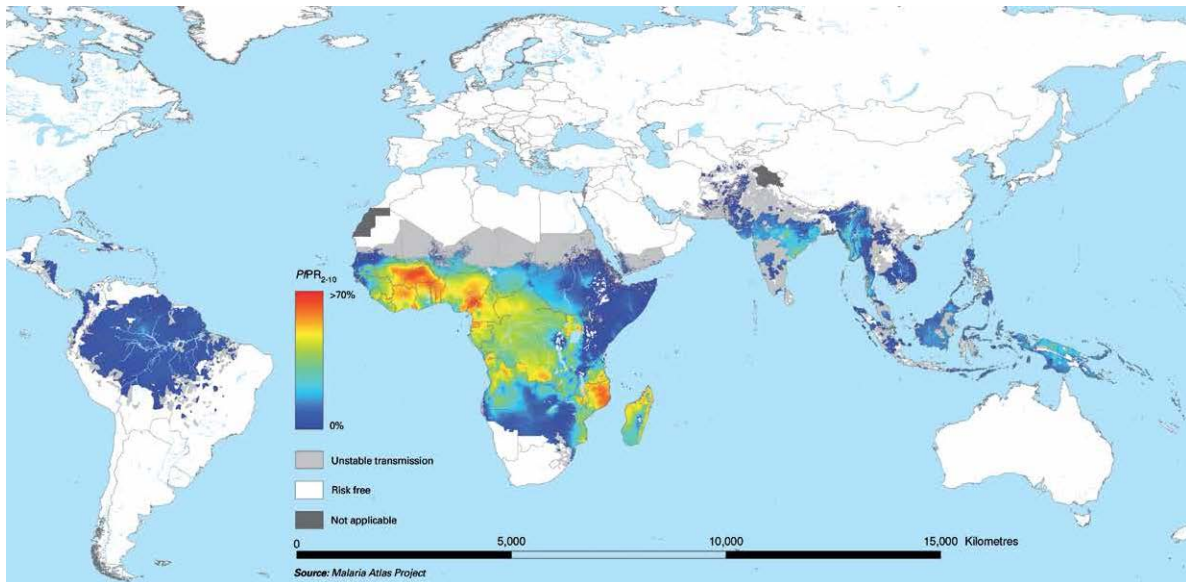 PfPR2-10
>70%
0%
Unstable transmission
Risk free
Not applicable
0 5,000 10,000 15,000 Kilometres
Source: Malaria Atlas Project